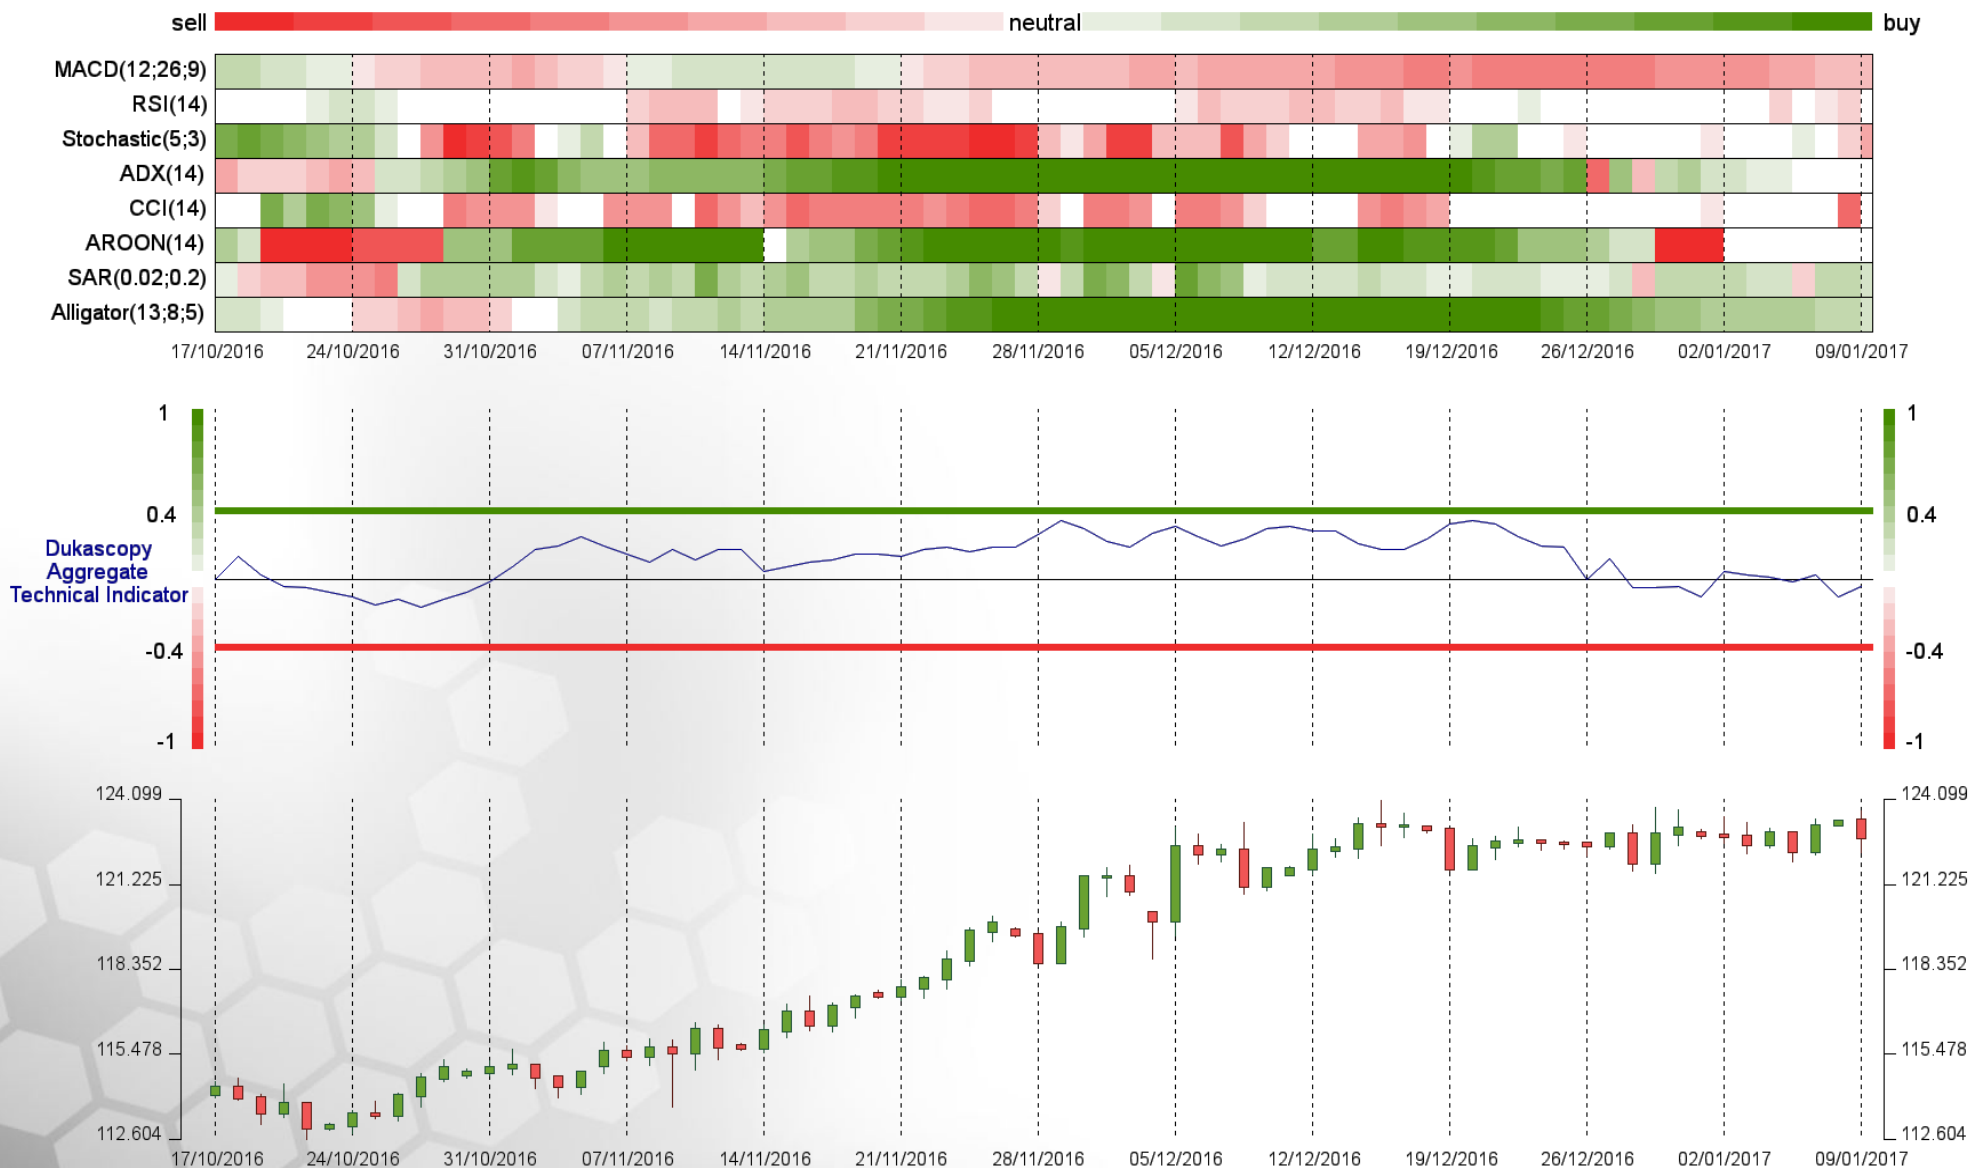 sell neutral buy
MACD(12;26;9)
RSI(14)
Stochastic(5;3)
ADX(14)
CCI(14)
AROON(14)
SAR(0.02;0.2)
Alligator(13;8;5)
17/10/2016 24/10/2016 31/10/2016 07/11/2016 14/11/2016 21/11/2016 28/11/2016 05/12/2016 12/12/2016 19/12/2016 26/12/2016 02/01/2017 09/01/2017
1 1
0.4 0.4
Dukascopy
Aggregate
Technical Indicator
-0.4 -0.4
-1 -1
124.099 124.099
121.225 121.225
118.352 118.352
115.478 115.478
112.604 112.604
17/10/2016 24/10/2016 31/10/2016 07/11/2016 14/11/2016 21/11/2016 28/11/2016 05/12/2016 12/12/2016 19/12/2016 26/12/2016 02/01/2017 09/01/2017